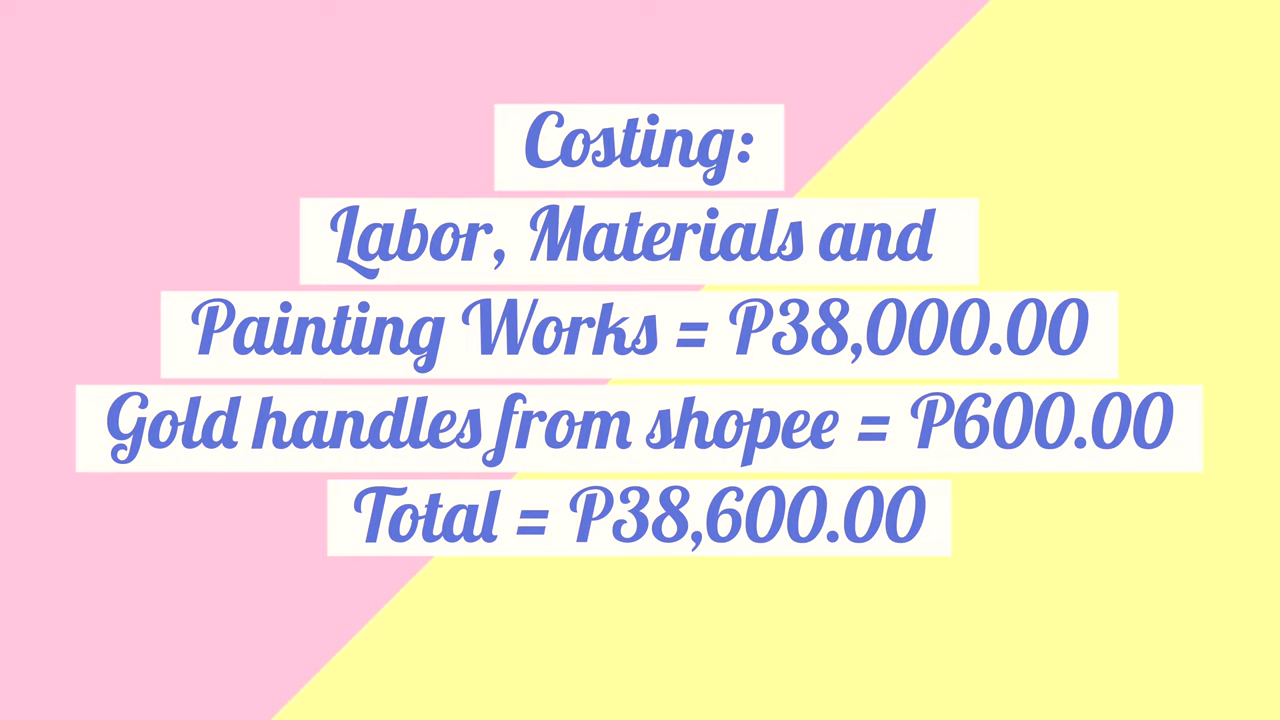 Costing:
Labor, Materials and
Painting Works = P38,000.00
Gold handles from shopee = P600.00
Total = P38,600.00